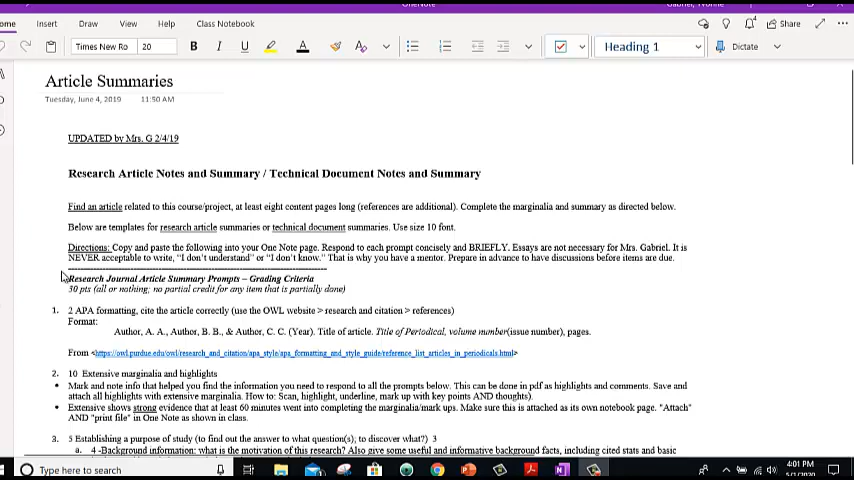 OneNote
Home Insert Draw View Help Class Notebook Share
Times New Ro 20 B I U A Heading 1 Dictate
Article Summaries
Tuesday, June 4, 2019 11:50 AM
UPDATED by Mrs. G 2/4/19
Research Article Notes and Summary / Technical Document Notes and Summary
Find an article related to this course/project, at least eight content pages long (references are additional). Complete the marginalia and summary as directed below.
Below are templates for research article summaries or technical document summaries. Use size 10 font.
Directions: Copy and paste the following into your One Note page. Respond to each prompt concisely and BRIEFLY. Essays are not necessary for Mrs. Gabriel. It is
NEVER acceptable to write, “I don’t understand” or “I don’t know.” That is why you have a mentor. Prepare in advance to have discussions before items are due.
Research Journal Article Summary Prompts – Grading Criteria
30 pts (all or nothing; no partial credit for any item that is partially done)
1. 2 APA formatting, cite the article correctly (use the OWL website > research and citation > references)
Format:
Author, A. A., Author, B. B., & Author, C. C. (Year). Title of article. Title of Periodical, volume number(issue number), pages.
From <https://owl.purdue.edu/owl/research_and_citation/apa_style/apa_formatting_and_style_guide/reference_list_articles_in_periodicals.html>
2. 10 Extensive marginalia and highlights
• Mark and note info that helped you find the information you need to respond to all the prompts below. This can be done in pdf as highlights and comments. Save and
attach all highlights with extensive marginalia. How to: Scan, highlight, underline, mark up with key points AND thoughts).
• Extensive shows strong evidence that at least 60 minutes went into completing the marginalia/mark ups. Make sure this is attached as its own notebook page. "Attach"
AND "print file" in One Note as shown in class.
3. 5 Establishing a purpose of study (to find out the answer to what question(s); to discover what?) 3
a. 4 -Background information: what is the motivation of this research? Also give some useful and informative background facts, including cited stats and basic
Type here to search
4:01 PM